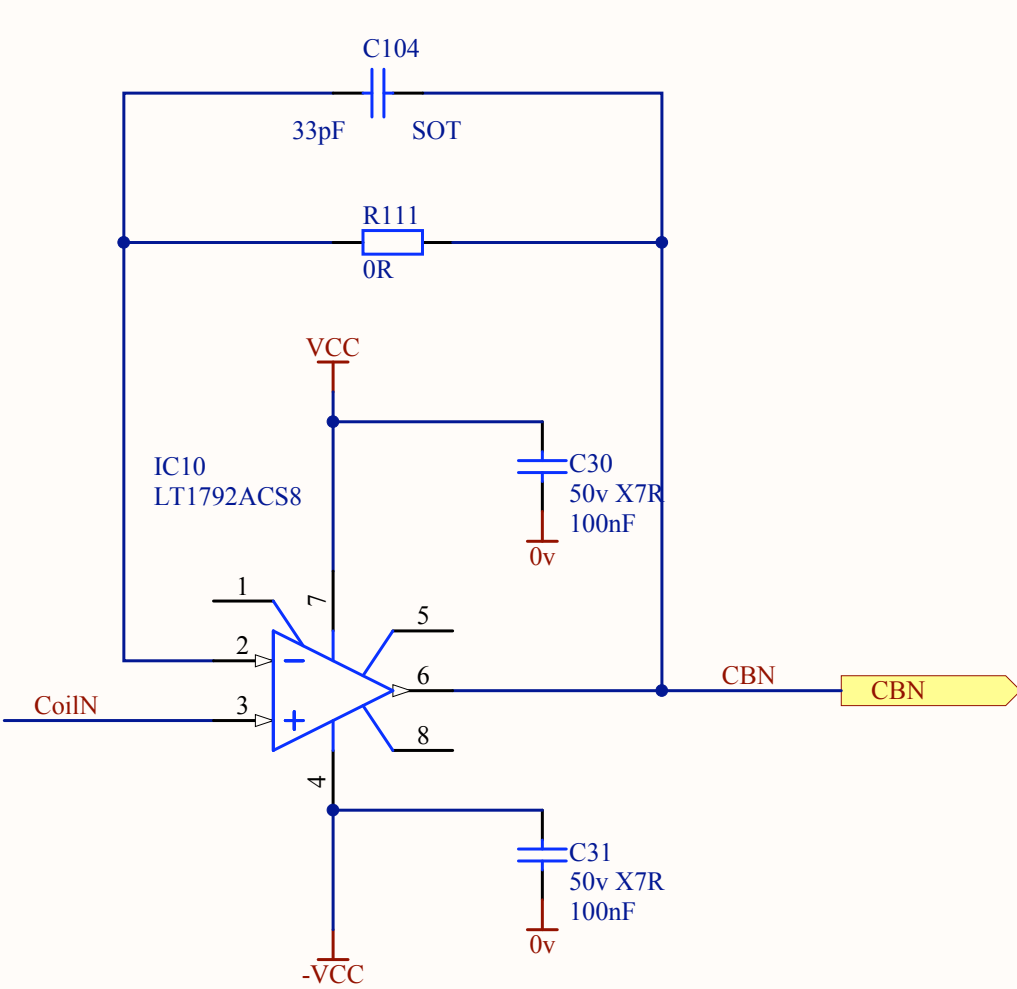 C104
33pF
SOT
R111
0R
VCC
IC10
LT1792ACS8
C30
50v X7R
100nF
0v
1
7
5
2
6
CBN
CBN
CoilN
3
8
4
C31
50v X7R
100nF
0v
-VCC